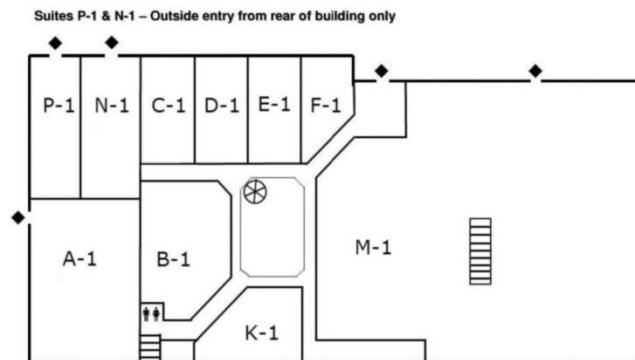 Suites P-1 & N-1 – Outside entry from rear of building only
P-1 N-1 C-1 D-1 E-1 F-1
A-1 B-1 M-1
K-1